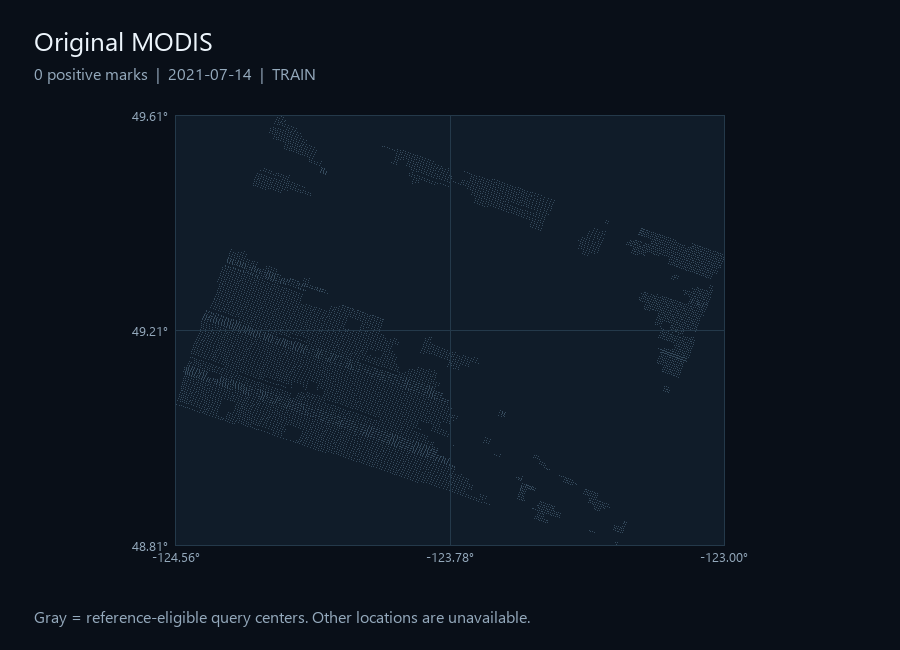 Original MODIS
0 positive marks | 2021-07-14 | TRAIN
49.61°
49.21°
48.81°
-124.56°
-123.78°
-123.00°
Gray = reference-eligible query centers. Other locations are unavailable.